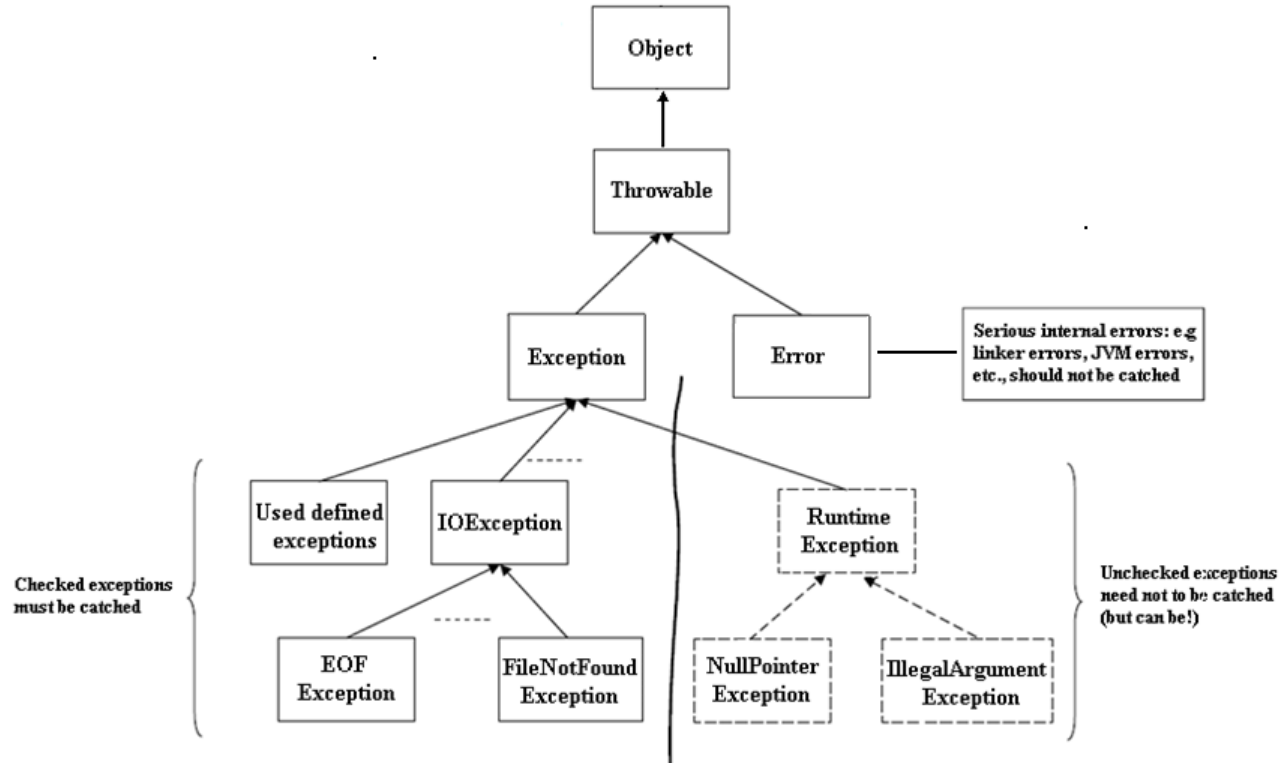 Object
Throwable
Exception
Error
Serious internal errors: e.g
linker errors, JVM errors,
etc., should not be catched
Used defined
exceptions
IOException
Runtime
Exception
Checked exceptions
must be catched
Unchecked exceptions
need not to be catched
(but can be!)
EOF
Exception
FileNotFound
Exception
NullPointer
Exception
IllegalArgument
Exception